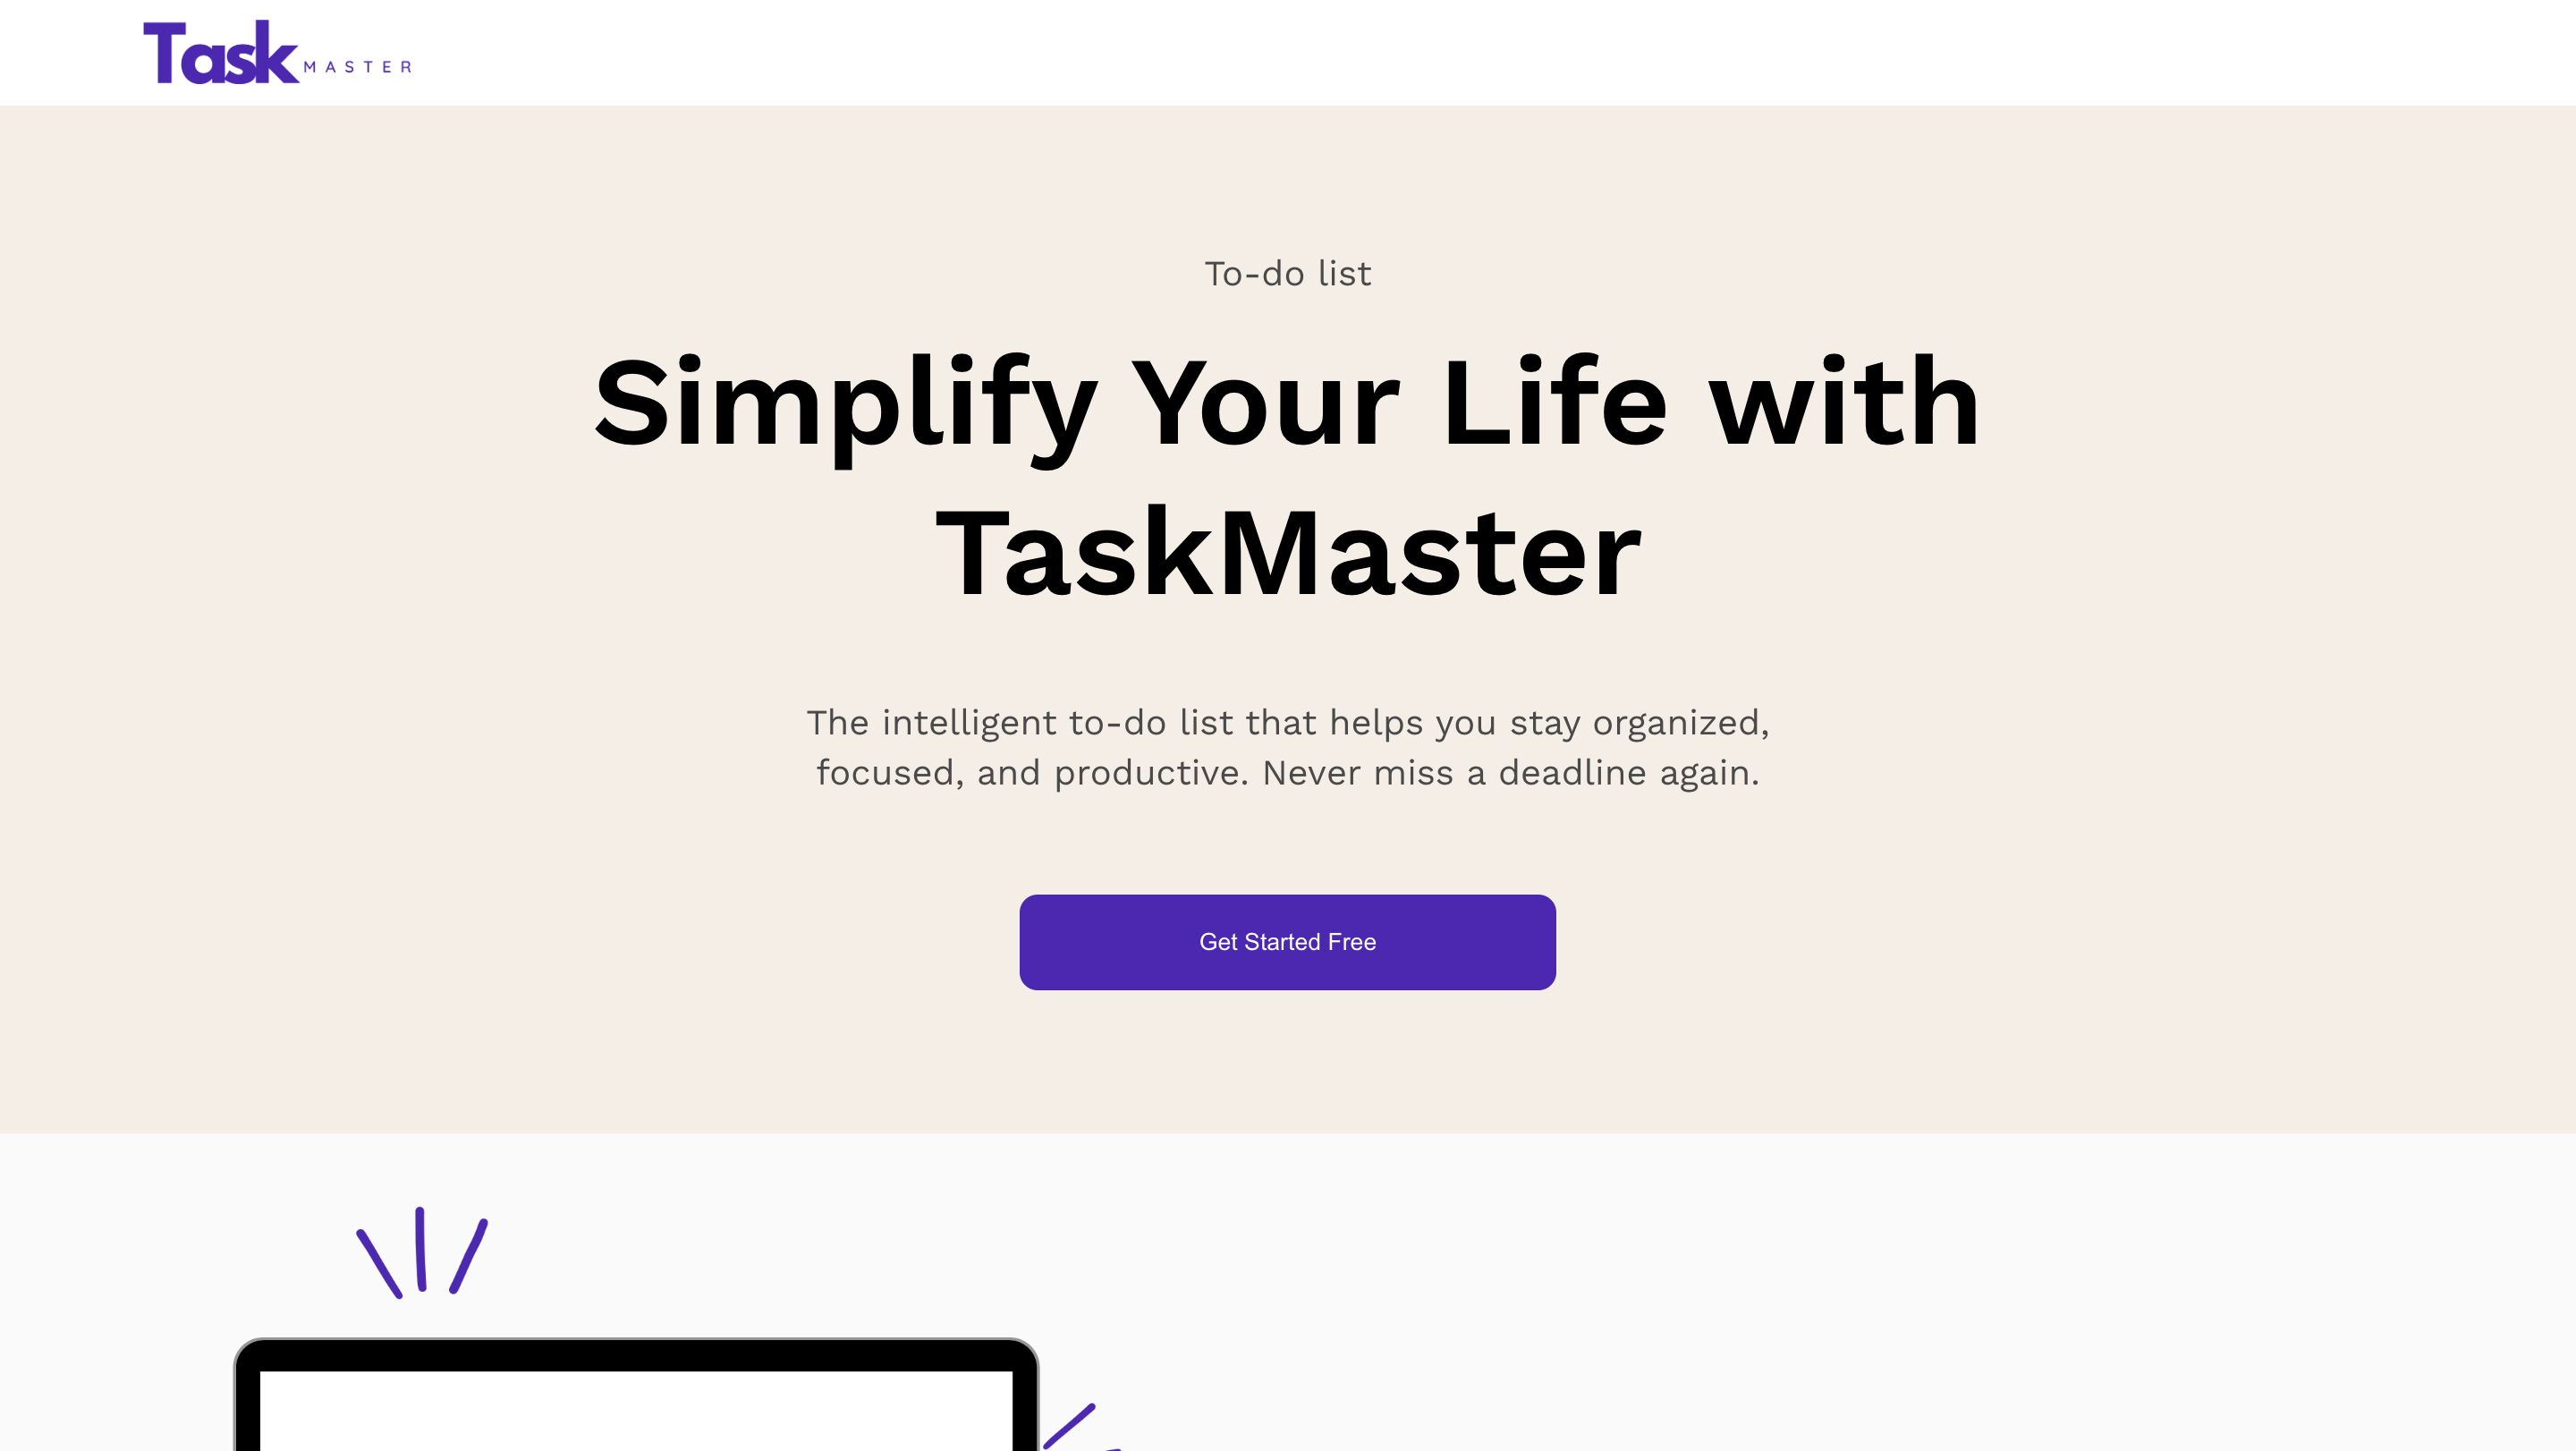 Task MASTER
To-do list
Simplify Your Life with
TaskMaster
The intelligent to-do list that helps you stay organized,
focused, and productive. Never miss a deadline again.
Get Started Free